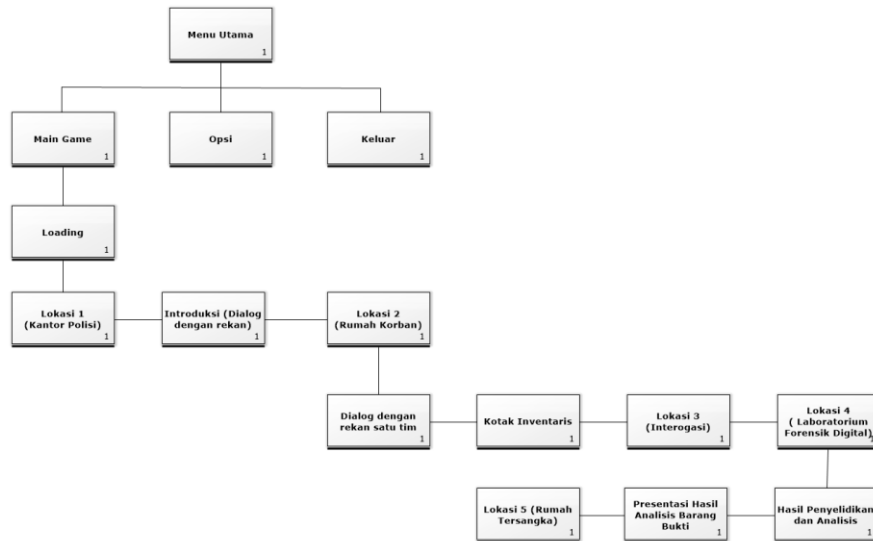 Menu Utama
1
Main Game
1
Opsi
1
Keluar
1
Loading
1
Lokasi 1
(Kantor Polisi)
1
Introduksi (Dialog
dengan rekan)
1
Lokasi 2
(Rumah Korban)
1
Dialog dengan
rekan satu tim
1
Kotak Inventaris
1
Lokasi 3
(Interogasi)
1
Lokasi 4
( Laboratorium
Forensik Digital)
1
Lokasi 5 (Rumah
Tersangka)
1
Presentasi Hasil
Analisis Barang
Bukti
1
Hasil Penyelidikan
dan Analisis
1